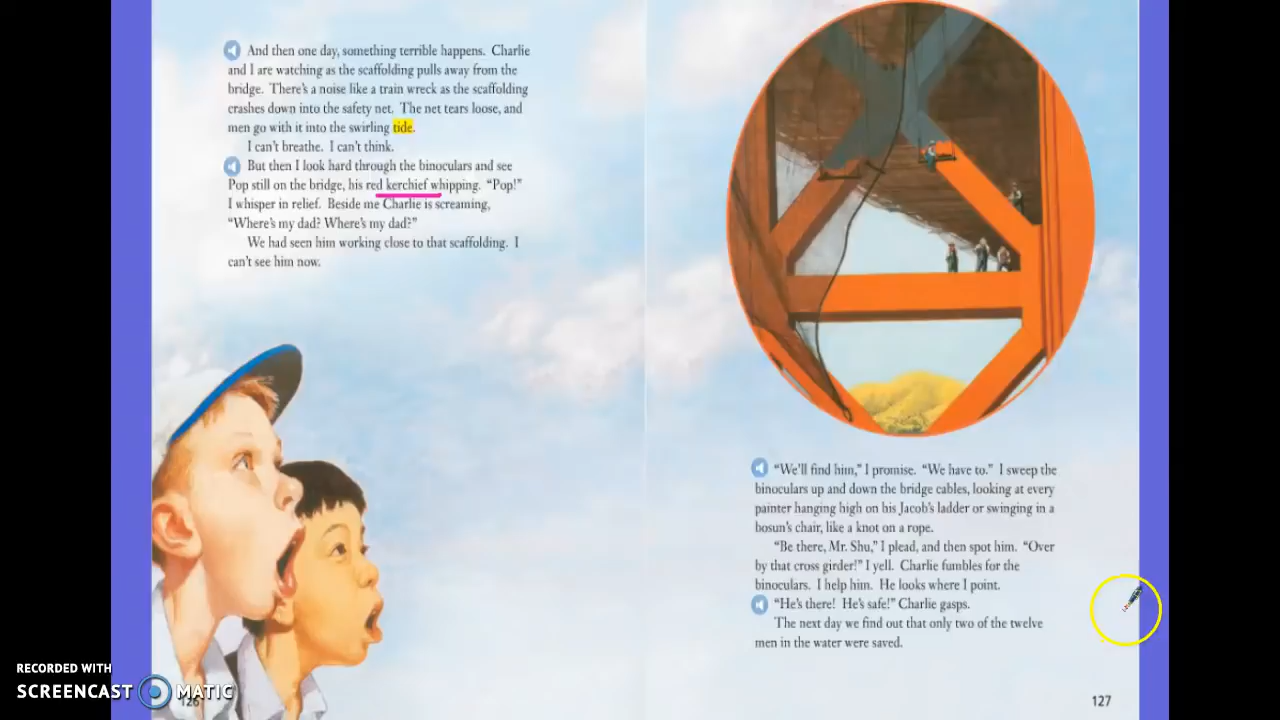 And then one day, something terrible happens. Charlie
and I are watching as the scaffolding pulls away from the
bridge. There's a noise like a train wreck as the scaffolding
crashes down into the safety net. The net tears loose, and
men go with it into the swirling tide.
I can't breathe. I can't think.
But then I look hard through the binoculars and see
Pop still on the bridge, his red kerchief whipping. “Pop!”
I whisper in relief. Beside me Charlie is screaming,
“Where's my dad? Where's my dad?”
We had seen him working close to that scaffolding. I
can't see him now.
“We'll find him,” I promise. “We have to.” I sweep the
binoculars up and down the bridge cables, looking at every
painter hanging high on his Jacob's ladder or swinging in a
bosun's chair, like a knot on a rope.
“Be there, Mr. Shu,” I plead, and then spot him. “Over
by that cross girder!” I yell. Charlie fumbles for the
binoculars. I help him. He looks where I point.
“He's there! He's safe!” Charlie gasps.
The next day we find out that only two of the twelve
men in the water were saved.
RECORDED WITH
SCREENCAST MATIC
126
127